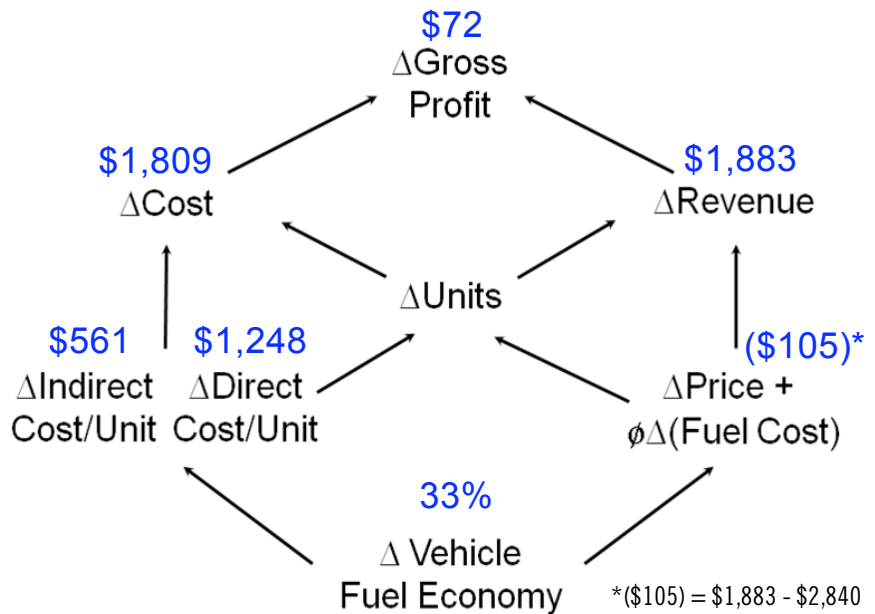 $72
ΔGross
Profit
$1,809
ΔCost
$1,883
ΔRevenue
ΔUnits
$561
ΔIndirect
Cost/Unit
$1,248
ΔDirect
Cost/Unit
($105)*
ΔPrice +
ø∆(Fuel Cost)
33%
Δ Vehicle
Fuel Economy
*($105) = $1,883 - $2,840